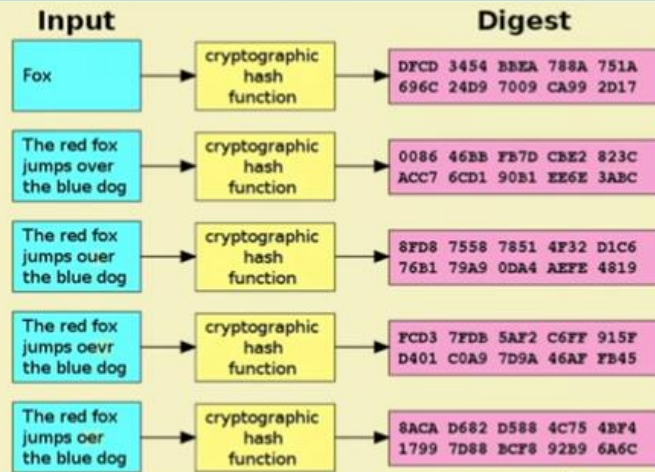 Input Digest
Fox
cryptographic
hash
function
DFCD 3454 BBEA 788A 751A
696C 24D9 7009 CA99 2D17
The red fox
jumps over
the blue dog
cryptographic
hash
function
0086 46BB FB7D CBE2 823C
ACC7 6CD1 90B1 EE6E 3ABC
The red fox
jumps ouer
the blue dog
cryptographic
hash
function
8FD8 7558 7851 4F32 D1C6
76B1 79A9 0DA4 AEFE 4819
The red fox
jumps oevr
the blue dog
cryptographic
hash
function
FCD3 7FDB 5AF2 C6FF 915F
D401 C0A9 7D9A 46AF FB45
The red fox
jumps oer
the blue dog
cryptographic
hash
function
8ACA D682 D588 4C75 4BF4
1799 7D88 BCF8 92B9 6A6C